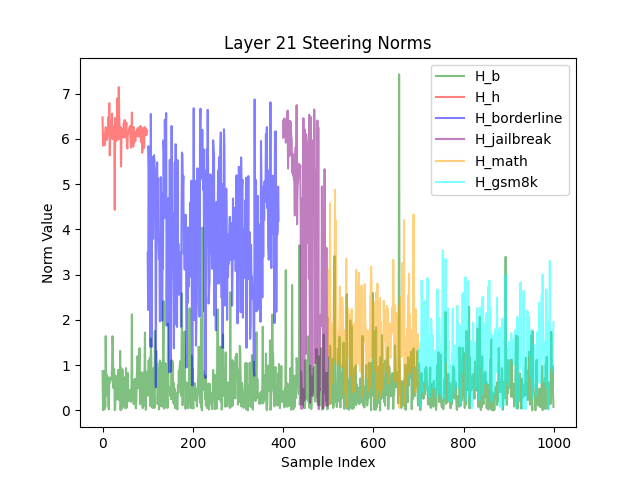 Layer 21 Steering Norms
H_b
H_h
H_borderline
H_jailbreak
H_math
H_gsm8k
Norm Value
7
6
5
4
3
2
1
0
0
200
400
600
800
1000
Sample Index